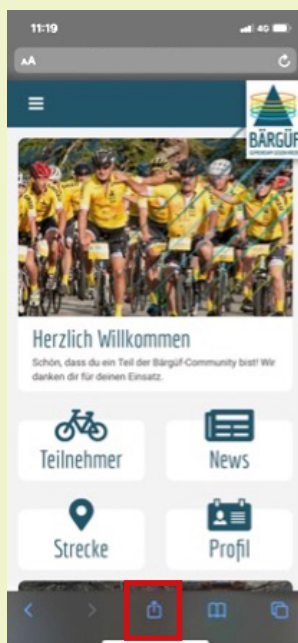 11:19
4G
AA
BÄRGÜF
Herzlich Willkommen
Schön, dass du ein Teil der Bärgüf-Community bist! Wir
danken dir für deinen Einsatz.
Teilnehmer
News
Strecke
Profil